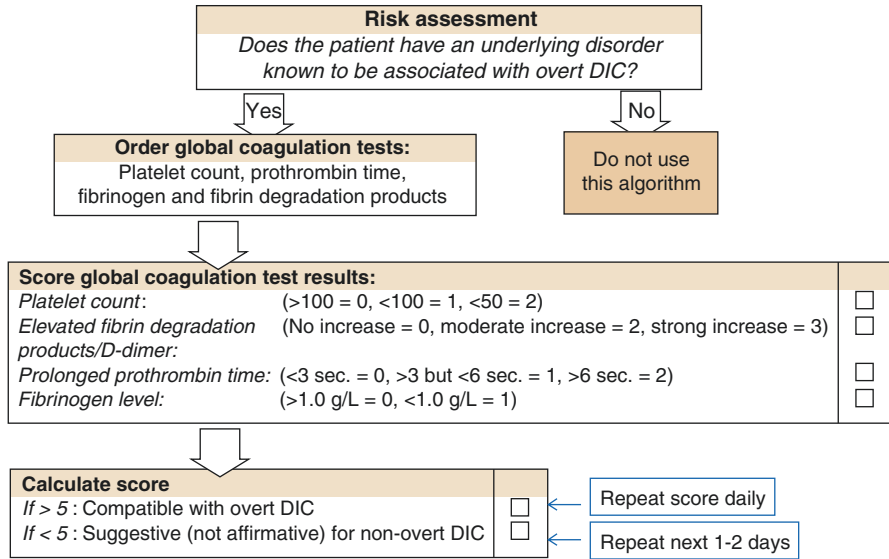 Risk assessment
Does the patient have an underlying disorder
known to be associated with overt DIC?
Yes
No
Order global coagulation tests:
Platelet count, prothrombin time,
fibrinogen and fibrin degradation products
Do not use
this algorithm
Score global coagulation test results:
Platelet count: (>100 = 0, <100 = 1, <50 = 2)
Elevated fibrin degradation (No increase = 0, moderate increase = 2, strong increase = 3)
products/D-dimer:
Prolonged prothrombin time: (<3 sec. = 0, >3 but <6 sec. = 1, >6 sec. = 2)
Fibrinogen level: (>1.0 g/L = 0, <1.0 g/L = 1)
Calculate score
If > 5 : Compatible with overt DIC
If < 5 : Suggestive (not affirmative) for non-overt DIC
Repeat score daily
Repeat next 1-2 days